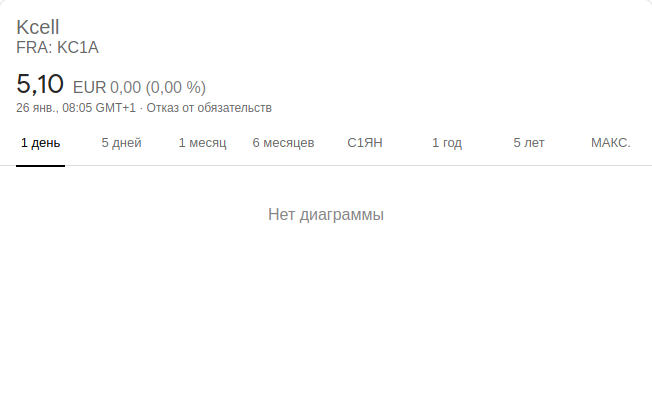 Kcell
FRA: KC1A
5,10 EUR 0,00 (0,00 %)
26 янв., 08:05 GMT+1 · Отказ от обязательств
1 день 5 дней 1 месяц 6 месяцев С1ЯН 1 год 5 лет МАКС.
Нет диаграммы